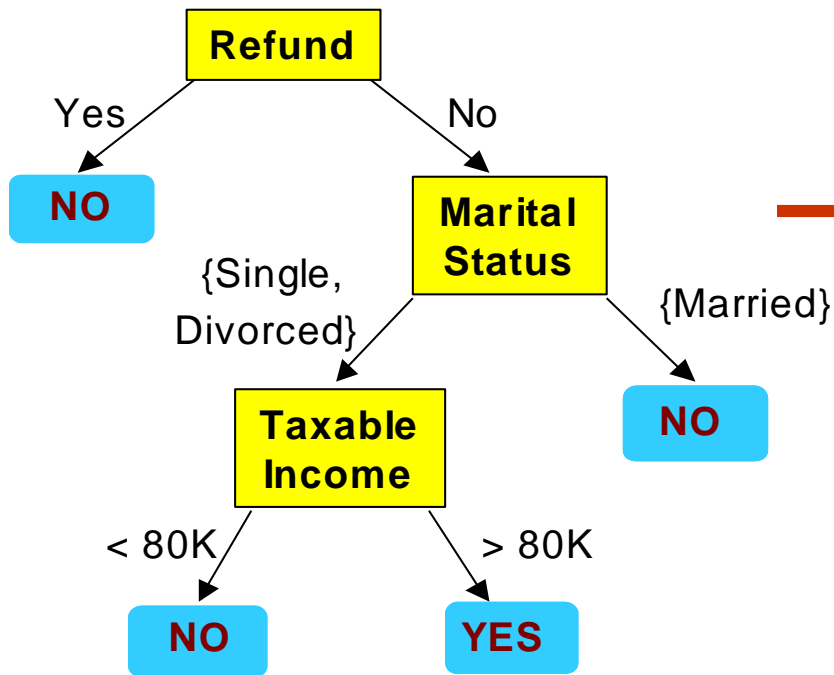 Refund
Yes
No
NO
Marital
Status
{Single,
Divorced}
{Married}
Taxable
Income
NO
< 80K
> 80K
NO
YES